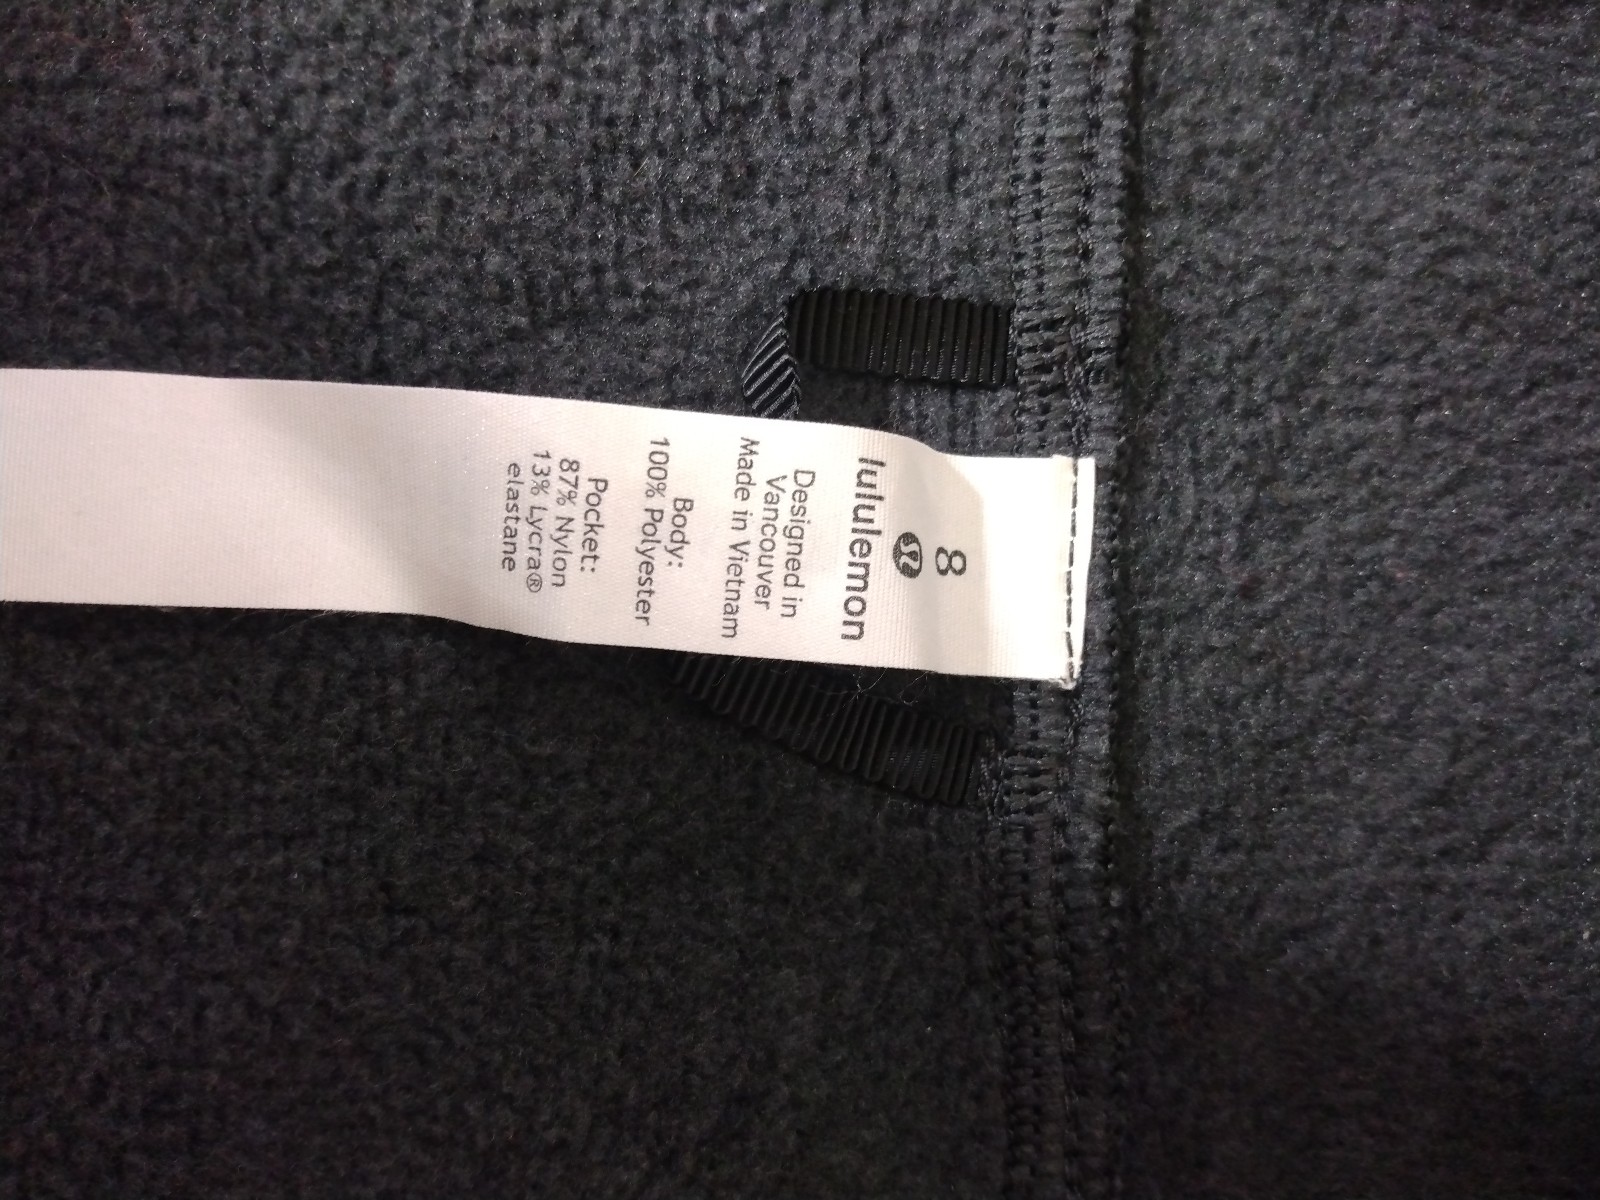 8
lululemon
Designed in
Vancouver
Made in Vietnam
Body:
100% Polyester
Pocket:
87% Nylon
13% Lycra®
elastane